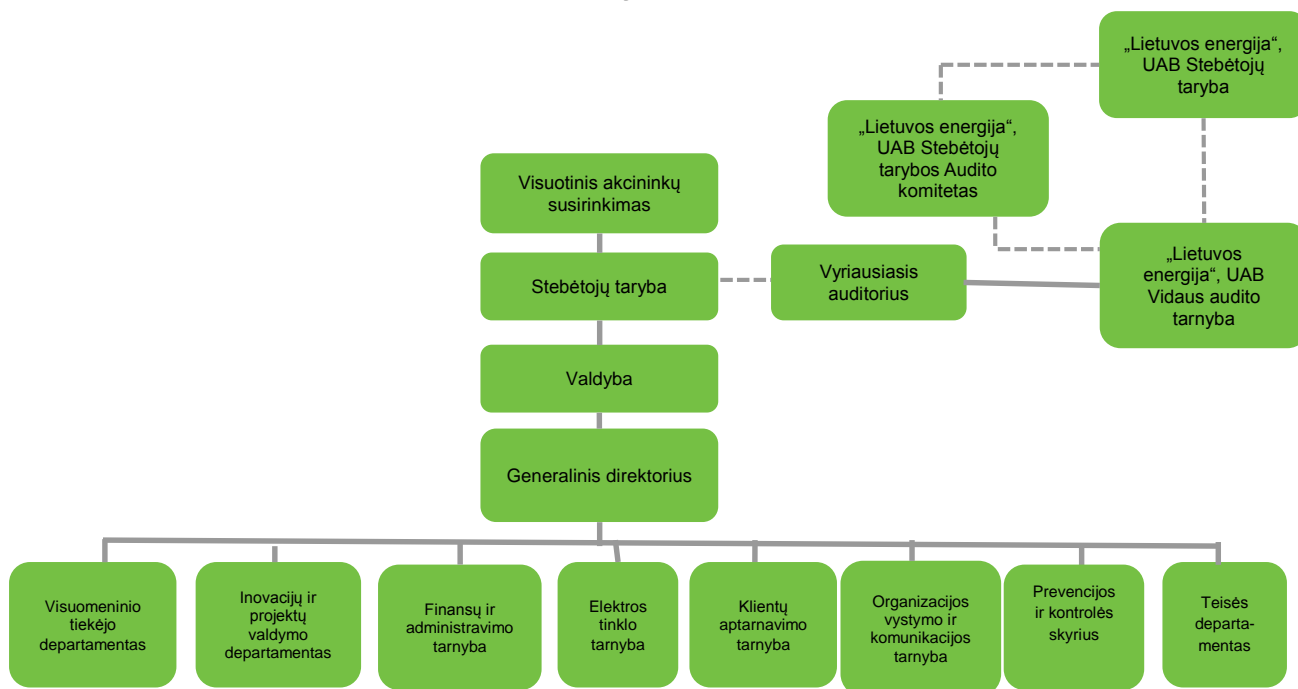 „Lietuvos energija“,
UAB Stebėtojų
taryba
„Lietuvos energija“,
UAB Stebėtojų
tarybos Audito
komitetas
Visuotinis akcininkų
susirinkimas
„Lietuvos
energija“, UAB
Vidaus audito
tarnyba
Stebėtojų taryba
Vyriausiasis
auditorius
Valdyba
Generalinis direktorius
Visuomeninio
tiekėjo
departamentas
Inovacijų ir
projektų
valdymo
departamentas
Finansų ir
administravimo
tarnyba
Elektros
tinklo
tarnyba
Klientų
aptarnavimo
tarnyba
Organizacijos
vystymo ir
komunikacijos
tarnyba
Prevencijos
ir kontrolės
skyrius
Teisės
departa-
mentas